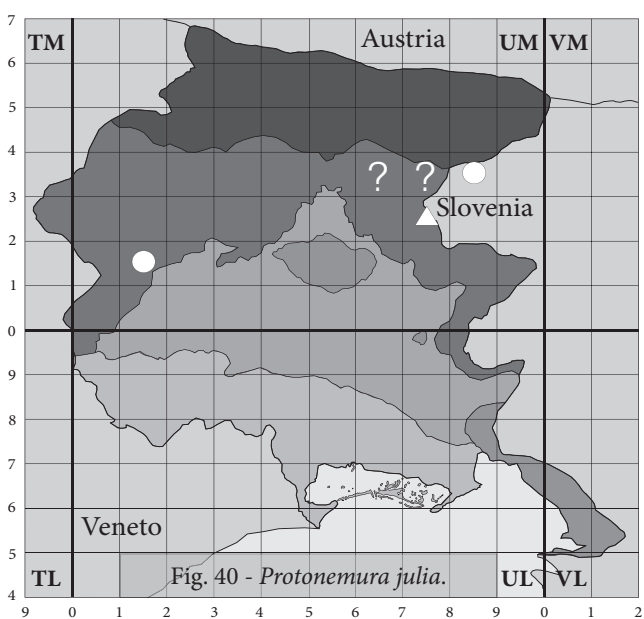 7
TM
Austria
UM
VM
6
5
4
? ?
3
Slovenia
2
1
0
9
8
7
6
Veneto
5
TL
Fig. 40 - Protonemura julia.
UL
VL
4
9 0 1 2 3 4 5 6 7 8 9 0 1 2